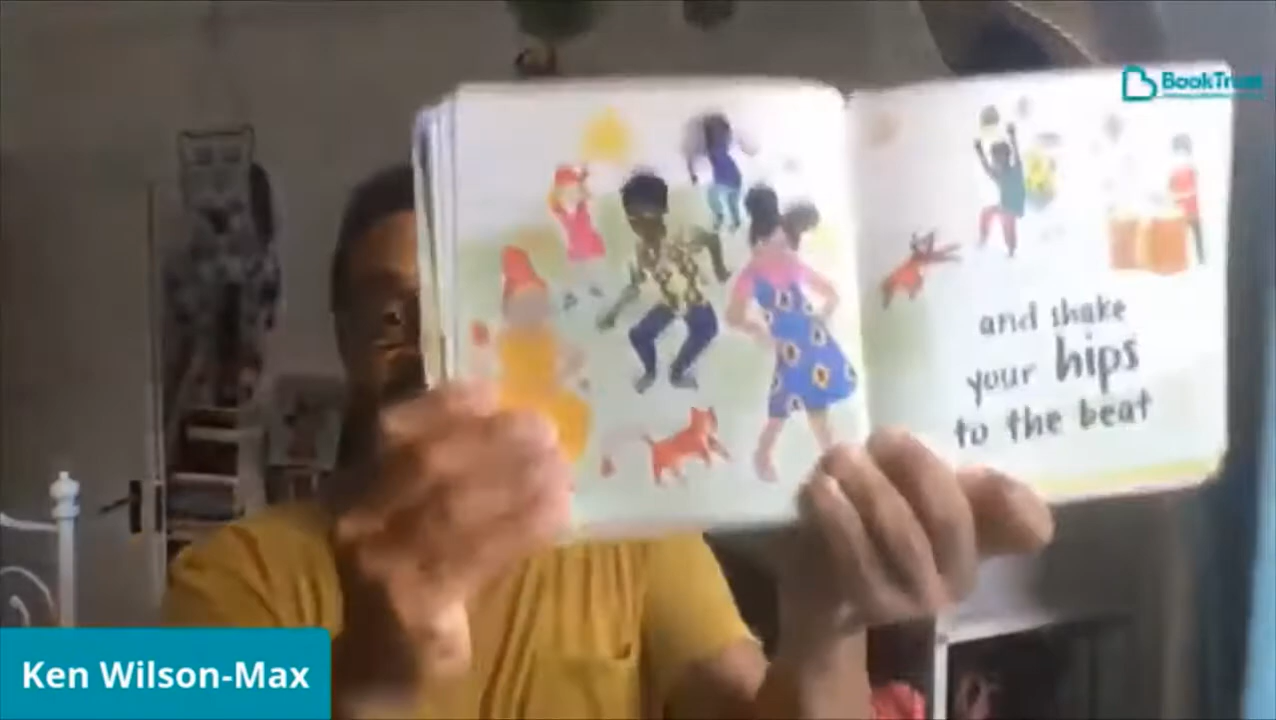 BookTrust
and shake
your hips
to the beat
Ken Wilson-Max